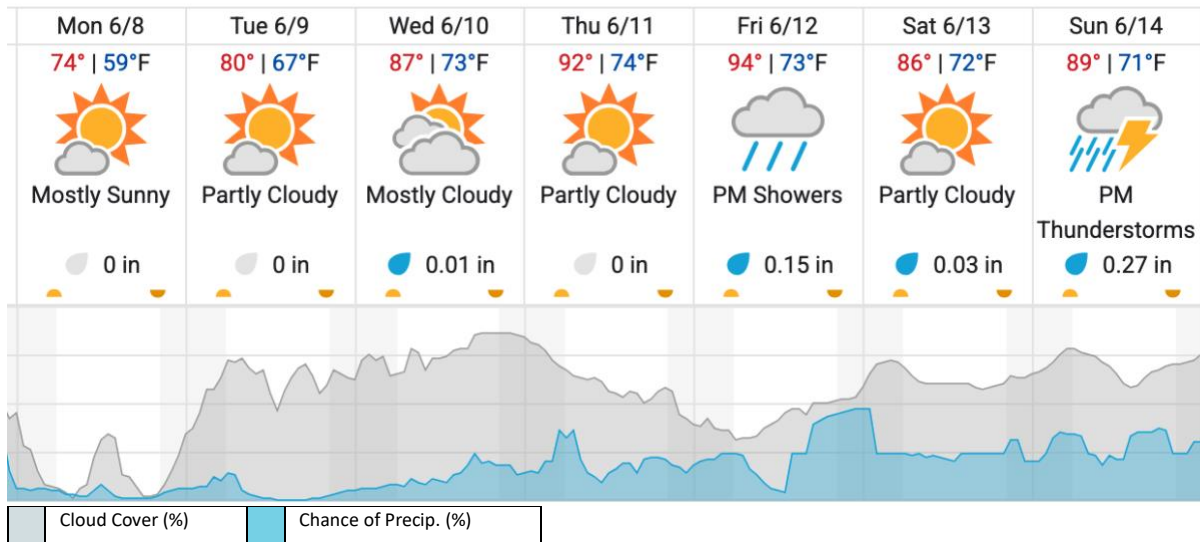 Mon 6/8 Tue 6/9 Wed 6/10 Thu 6/11 Fri 6/12 Sat 6/13 Sun 6/14
74° | 59°F 80° | 67°F 87° | 73°F 92° | 74°F 94° | 73°F 86° | 72°F 89° | 71°F
Mostly Sunny Partly Cloudy Mostly Cloudy Partly Cloudy PM Showers Partly Cloudy PM
Thunderstorms
0 in 0 in 0.01 in 0 in 0.15 in 0.03 in 0.27 in
Cloud Cover (%) Chance of Precip. (%)